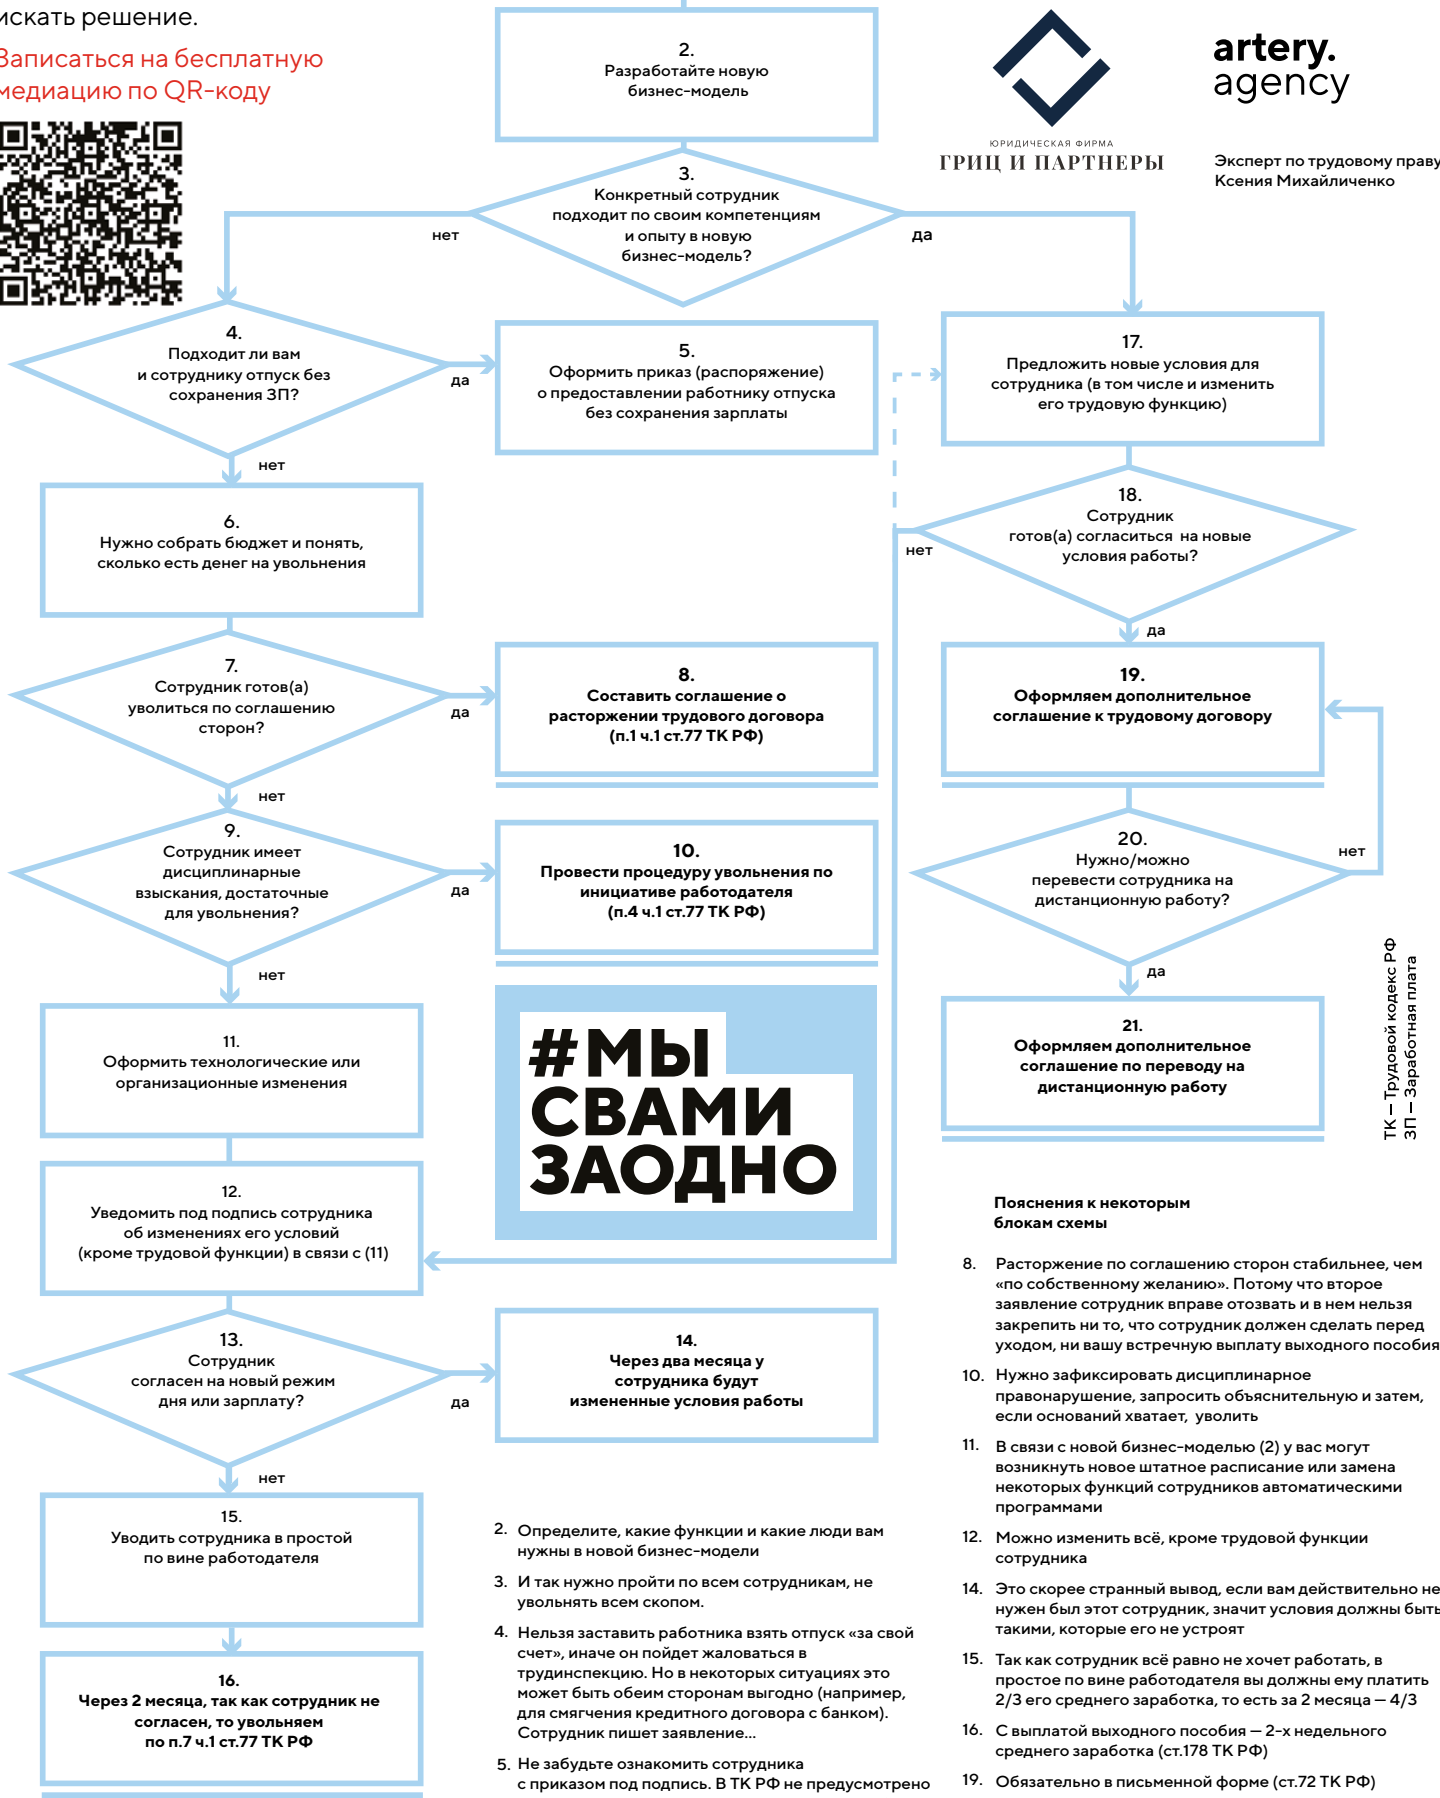 искать решение.
Записаться на бесплатную
медиацию по QR-коду
2.
Разработайте новую
бизнес-модель
ЮРИДИЧЕСКАЯ ФИРМА
ГРИЦ И ПАРТНЕРЫ
artery.
agency
Эксперт по трудовому праву
Ксения Михайличенко
3.
Конкретный сотрудник
подходит по своим компетенциям
и опыту в новую
бизнес-модель?
нет
да
4.
Подходит ли вам
и сотруднику отпуск без
сохранения ЗП?
да
нет
5.
Оформить приказ (распоряжение)
о предоставлении работнику отпуска
без сохранения зарплаты
17.
Предложить новые условия для
сотрудника (в том числе и изменить
его трудовую функцию)
6.
Нужно собрать бюджет и понять,
сколько есть денег на увольнения
18.
Сотрудник
готов(а) согласиться на новые
условия работы?
нет
да
7.
Сотрудник готов(а)
уволиться по соглашению
сторон?
да
нет
8.
Составить соглашение о
расторжении трудового договора
(п.1 ч.1 ст.77 ТК РФ)
19.
Оформляем дополнительное
соглашение к трудовому договору
9.
Сотрудник имеет
дисциплинарные
взыскания, достаточные
для увольнения?
да
нет
10.
Провести процедуру увольнения по
инициативе работодателя
(п.4 ч.1 ст.77 ТК РФ)
20.
Нужно/можно
перевести сотрудника на
дистанционную работу?
нет
да
11.
Оформить технологические или
организационные изменения
#МЫ
СВАМИ
ЗАОДНО
21.
Оформляем дополнительное
соглашение по переводу на
дистанционную работу
ТК — Трудовой кодекс РФ
ЗП — Заработная плата
12.
Уведомить под подпись сотрудника
об изменениях его условий
(кроме трудовой функции) в связи с (11)
13.
Сотрудник
согласен на новый режим
дня или зарплату?
да
нет
14.
Через два месяца у
сотрудника будут
измененные условия работы
15.
Уводить сотрудника в простой
по вине работодателя
16.
Через 2 месяца, так как сотрудник не
согласен, то увольняем
по п.7 ч.1 ст.77 ТК РФ
2. Определите, какие функции и какие люди вам
нужны в новой бизнес-модели
3. И так нужно пройти по всем сотрудникам, не
увольнять всем скопом.
4. Нельзя заставить работника взять отпуск «за свой
счет», иначе он пойдет жаловаться в
трудинспекцию. Но в некоторых ситуациях это
может быть обеим сторонам выгодно (например,
для смягчения кредитного договора с банком).
Сотрудник пишет заявление...
5. Не забудьте ознакомить сотрудника
с приказом под подпись. В ТК РФ не предусмотрено
Пояснения к некоторым
блокам схемы
8. Расторжение по соглашению сторон стабильнее, чем
«по собственному желанию». Потому что второе
заявление сотрудник вправе отозвать и в нем нельзя
закрепить ни то, что сотрудник должен сделать перед
уходом, ни вашу встречную выплату выходного пособия
10. Нужно зафиксировать дисциплинарное
правонарушение, запросить объяснительную и затем,
если оснований хватает, уволить
11. В связи с новой бизнес-моделью (2) у вас могут
возникнуть новое штатное расписание или замена
некоторых функций сотрудников автоматическими
программами
12. Можно изменить всё, кроме трудовой функции
сотрудника
14. Это скорее странный вывод, если вам действительно не
нужен был этот сотрудник, значит условия должны быть
такими, которые его не устроят
15. Так как сотрудник всё равно не хочет работать, в
простое по вине работодателя вы должны ему платить
2/3 его среднего заработка, то есть за 2 месяца — 4/3
16. С выплатой выходного пособия — 2-х недельного
среднего заработка (ст.178 ТК РФ)
19. Обязательно в письменной форме (ст.72 ТК РФ)